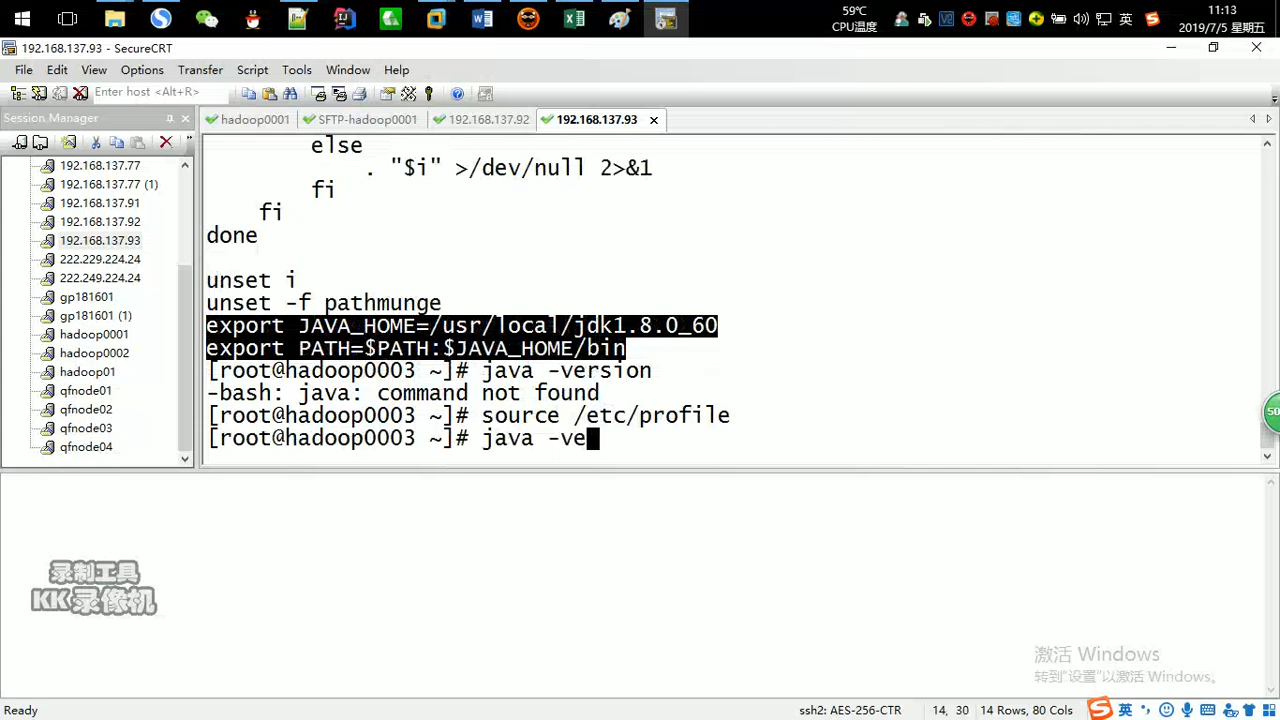 59℃
CPU温度
英
11:13
2019/7/5 星期五
192.168.137.93 - SecureCRT
File Edit View Options Transfer Script Tools Window Help
Enter host <Alt+R>
Session Manager
hadoop0001
SFTP-hadoop0001
192.168.137.92
192.168.137.93
192.168.137.77
192.168.137.77 (1)
192.168.137.91
192.168.137.92
192.168.137.93
222.229.224.24
222.249.224.24
gp181601
gp181601 (1)
hadoop0001
hadoop0002
hadoop01
qfnode01
qfnode02
qfnode03
qfnode04
else
. "$i" >/dev/null 2>&1
fi
fi
done
unset i
unset -f pathmunge
export JAVA_HOME=/usr/local/jdk1.8.0_60
export PATH=$PATH:$JAVA_HOME/bin
[root@hadoop0003 ~]# java -version
-bash: java: command not found
[root@hadoop0003 ~]# source /etc/profile
[root@hadoop0003 ~]# java -ve
50
录制工具
KK 录像机
激活 Windows
转到"设置"以激活 Windows。
Ready
ssh2: AES-256-CTR
14, 30
14 Rows, 80 Cols
英